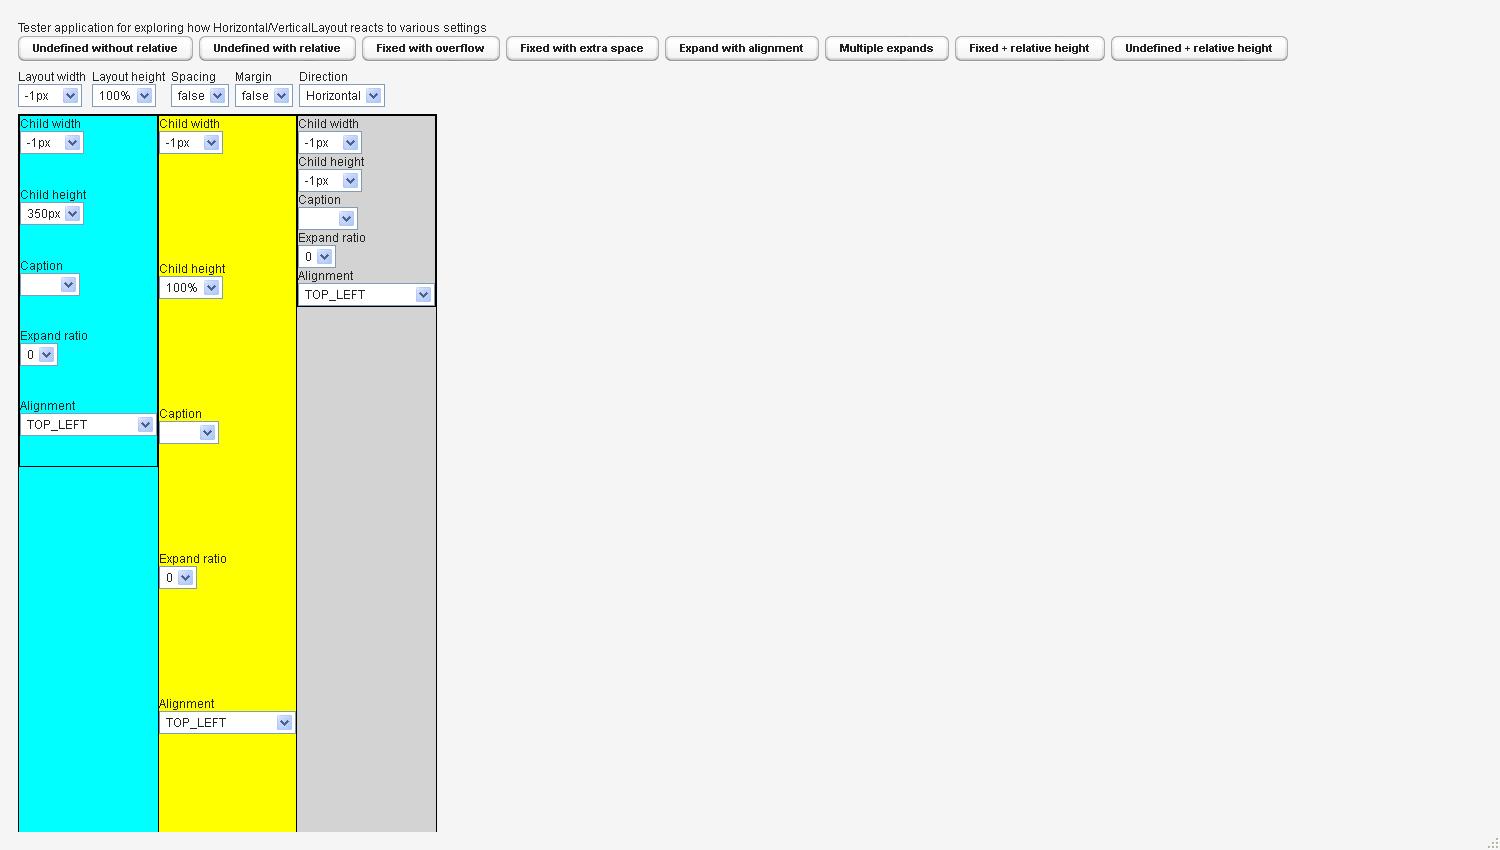 Tester application for exploring how Horizontal/VerticalLayout reacts to various settings
Undefined without relative Undefined with relative Fixed with overflow Fixed with extra space Expand with alignment Multiple expands Fixed + relative height Undefined + relative height
Layout width Layout height Spacing Margin Direction
-1px 100% false false Horizontal
Child width Child width Child width
-1px -1px -1px
Child height
-1px
Child height
350px
Caption
Expand ratio
0
Caption
Child height
100%
Alignment
TOP_LEFT
Expand ratio
0
Alignment
TOP_LEFT
Caption
Expand ratio
0
Alignment
TOP_LEFT